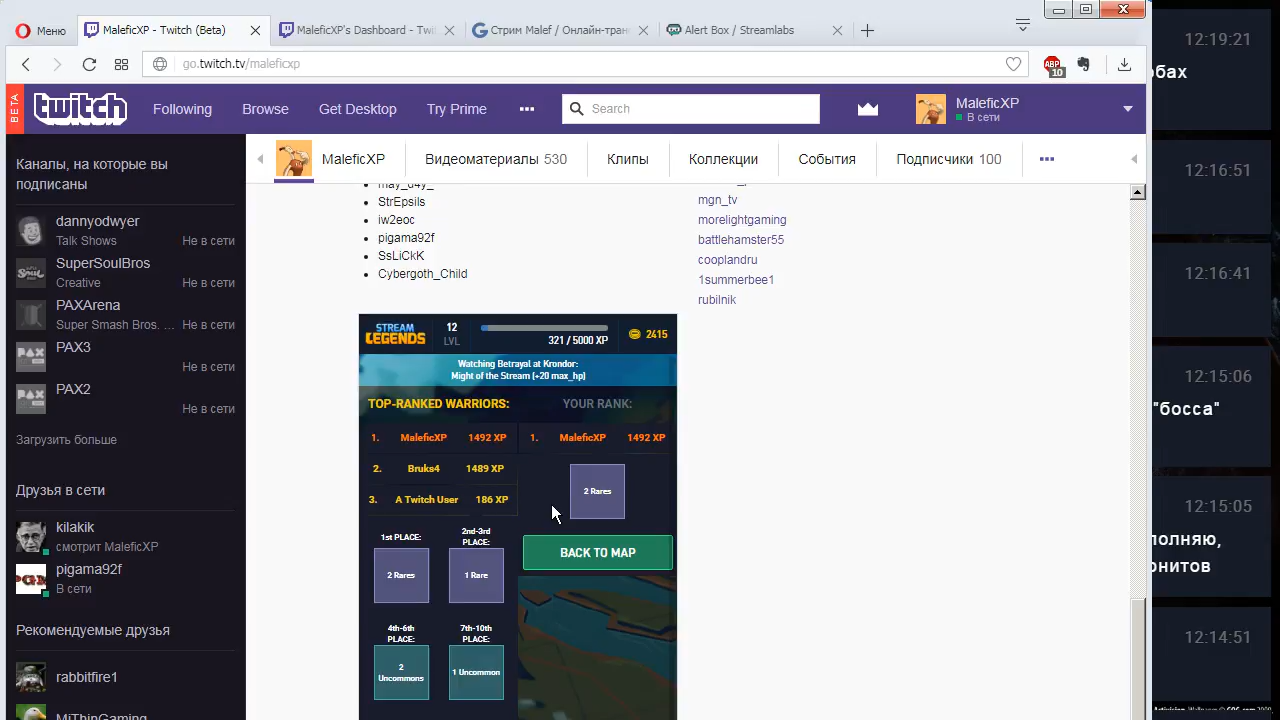 Меню
MaleficXP - Twitch (Beta)
MaleficXP's Dashboard - Twi
Стрим Malef / Онлайн-тран
Alert Box / Streamlabs
go.twitch.tv/maleficxp
ABP
10
BETA
twitch
Following
Browse
Get Desktop
Try Prime
Search
MaleficXP
В сети
Каналы, на которые вы
подписаны
dannyodwyer
Talk Shows
Не в сети
SuperSoulBros
Creative
Не в сети
PAXArena
Super Smash Bros. ...
Не в сети
PAX3
Не в сети
PAX2
Не в сети
Загрузить больше
Друзья в сети
kilakik
смотрит MaleficXP
pigama92f
В сети
Рекомендуемые друзья
rabbitfire1
MiThinGaming
MaleficXP
Видеоматериалы 530
Клипы
Коллекции
События
Подписчики 100
may_d4y_
StrEpsils
iw2eoc
pigama92f
SsLiCkK
Cybergoth_Child
mgn_tv
morelightgaming
battlehamster55
cooplandru
1summerbee1
rubilnik
STREAM
LEGENDS
12
LVL
321 / 5000 XP
2415
Watching Betrayal at Krondor:
Might of the Stream (+20 max_hp)
TOP-RANKED WARRIORS:
YOUR RANK:
1. MaleficXP 1492 XP
1. MaleficXP 1492 XP
2. Bruks4 1489 XP
3. A Twitch User 186 XP
2 Rares
BACK TO MAP
1st PLACE:
2 Rares
2nd-3rd
PLACE:
1 Rare
4th-6th
PLACE:
2
Uncommons
7th-10th
PLACE:
1 Uncommon
12:19:21
бах
12:16:51
12:16:41
12:15:06
"босса"
12:15:05
полняю,
онитов
12:14:51